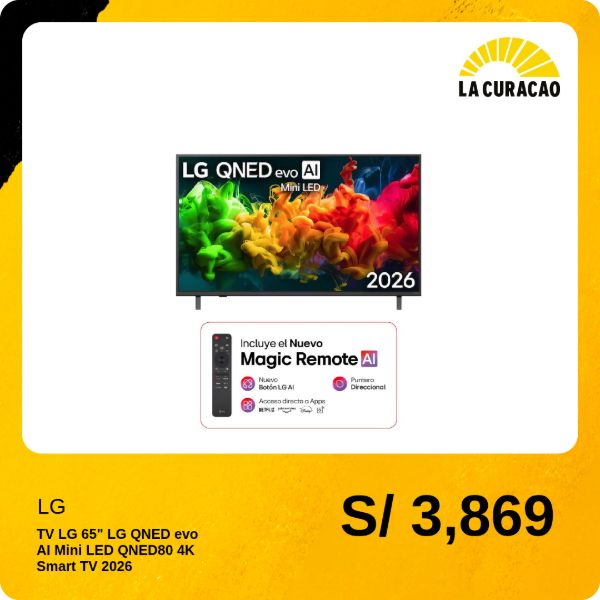 LA CURACAO
LG QNED evo AI
Mini LED
2026
Incluye el Nuevo
Magic Remote AI
Nuevo
Botón LG AI
Puntero
Direccional
Acceso directo a Apps
NETFLIX
LG
TV LG 65" LG QNED evo
AI Mini LED QNED80 4K
Smart TV 2026
S/ 3,869